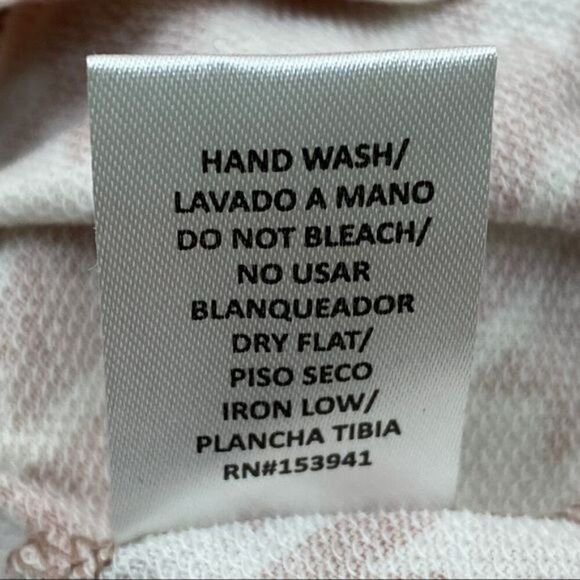 HAND WASH/
LAVADO A MANO
DO NOT BLEACH/
NO USAR
BLANQUEADOR
DRY FLAT/
PISO SECO
IRON LOW/
PLANCHA TIBIA
RN#153941